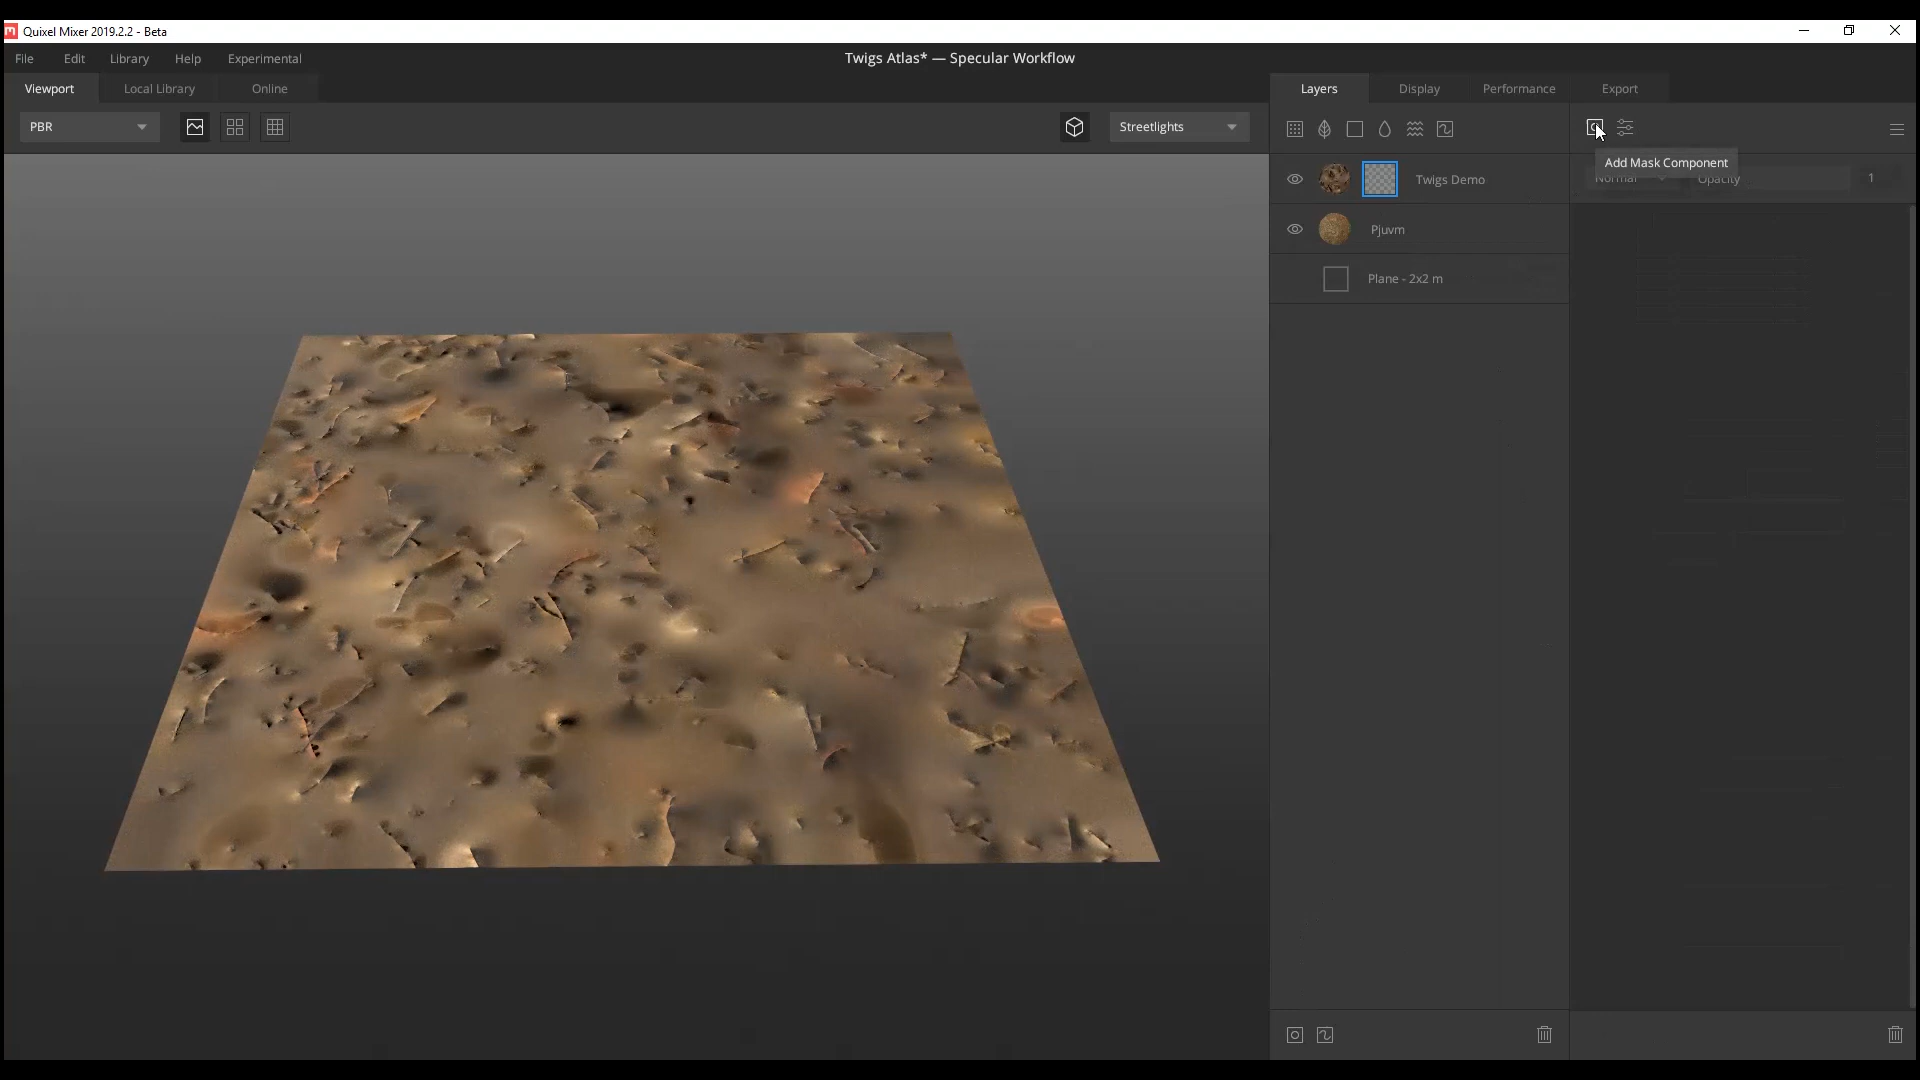 Quixel Mixer 2019.2.2 - Beta
File Edit Library Help Experimental
Twigs Atlas* — Specular Workflow
Viewport Local Library Online
Layers Display Performance Export
PBR
Streetlights
Add Mask Component
Normal Opacity 1
Twigs Demo
Pjuvm
Plane - 2x2 m